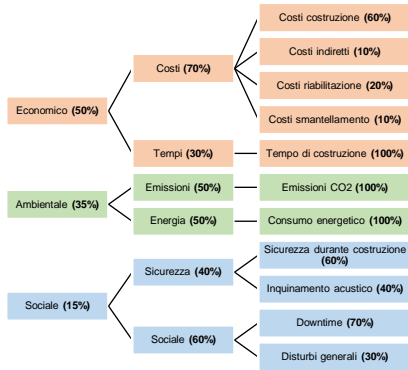 Costi costruzione (60%)
Costi (70%)
Costi indiretti (10%)
Costi riabilitazione (20%)
Economico (50%)
Costi smantellamento (10%)
Tempi (30%)
Tempo di costruzione (100%)
Emissioni (50%)
Emissioni CO2 (100%)
Ambientale (35%)
Energia (50%)
Consumo energetico (100%)
Sicurezza durante costruzione
(60%)
Sicurezza (40%)
Inquinamento acustico (40%)
Sociale (15%)
Downtime (70%)
Sociale (60%)
Disturbi generali (30%)